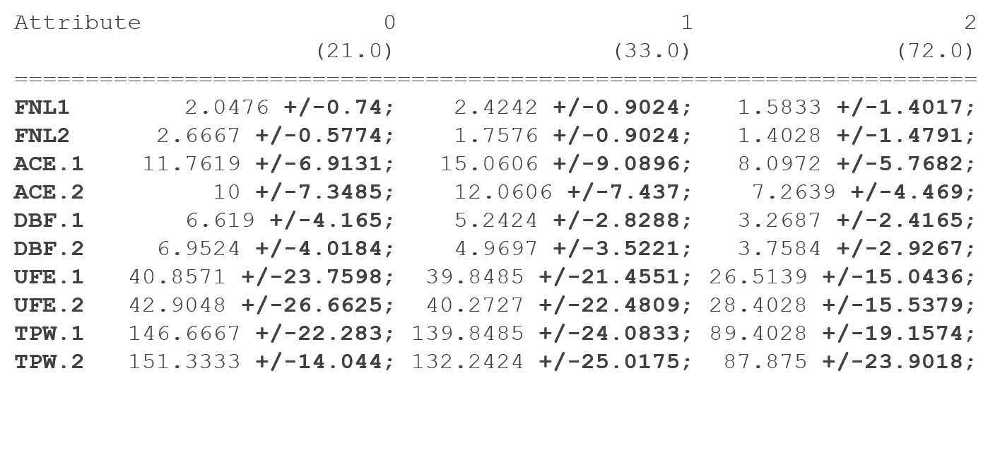 Attribute 0 1 2
(21.0) (33.0) (72.0)
====================================================================
FNL1 2.0476 +/-0.74; 2.4242 +/-0.9024; 1.5833 +/-1.4017;
FNL2 2.6667 +/-0.5774; 1.7576 +/-0.9024; 1.4028 +/-1.4791;
ACE.1 11.7619 +/-6.9131; 15.0606 +/-9.0896; 8.0972 +/-5.7682;
ACE.2 10 +/-7.3485; 12.0606 +/-7.437; 7.2639 +/-4.469;
DBF.1 6.619 +/-4.165; 5.2424 +/-2.8288; 3.2687 +/-2.4165;
DBF.2 6.9524 +/-4.0184; 4.9697 +/-3.5221; 3.7584 +/-2.9267;
UFE.1 40.8571 +/-23.7598; 39.8485 +/-21.4551; 26.5139 +/-15.0436;
UFE.2 42.9048 +/-26.6625; 40.2727 +/-22.4809; 28.4028 +/-15.5379;
TPW.1 146.6667 +/-22.283; 139.8485 +/-24.0833; 89.4028 +/-19.1574;
TPW.2 151.3333 +/-14.044; 132.2424 +/-25.0175; 87.875 +/-23.9018;